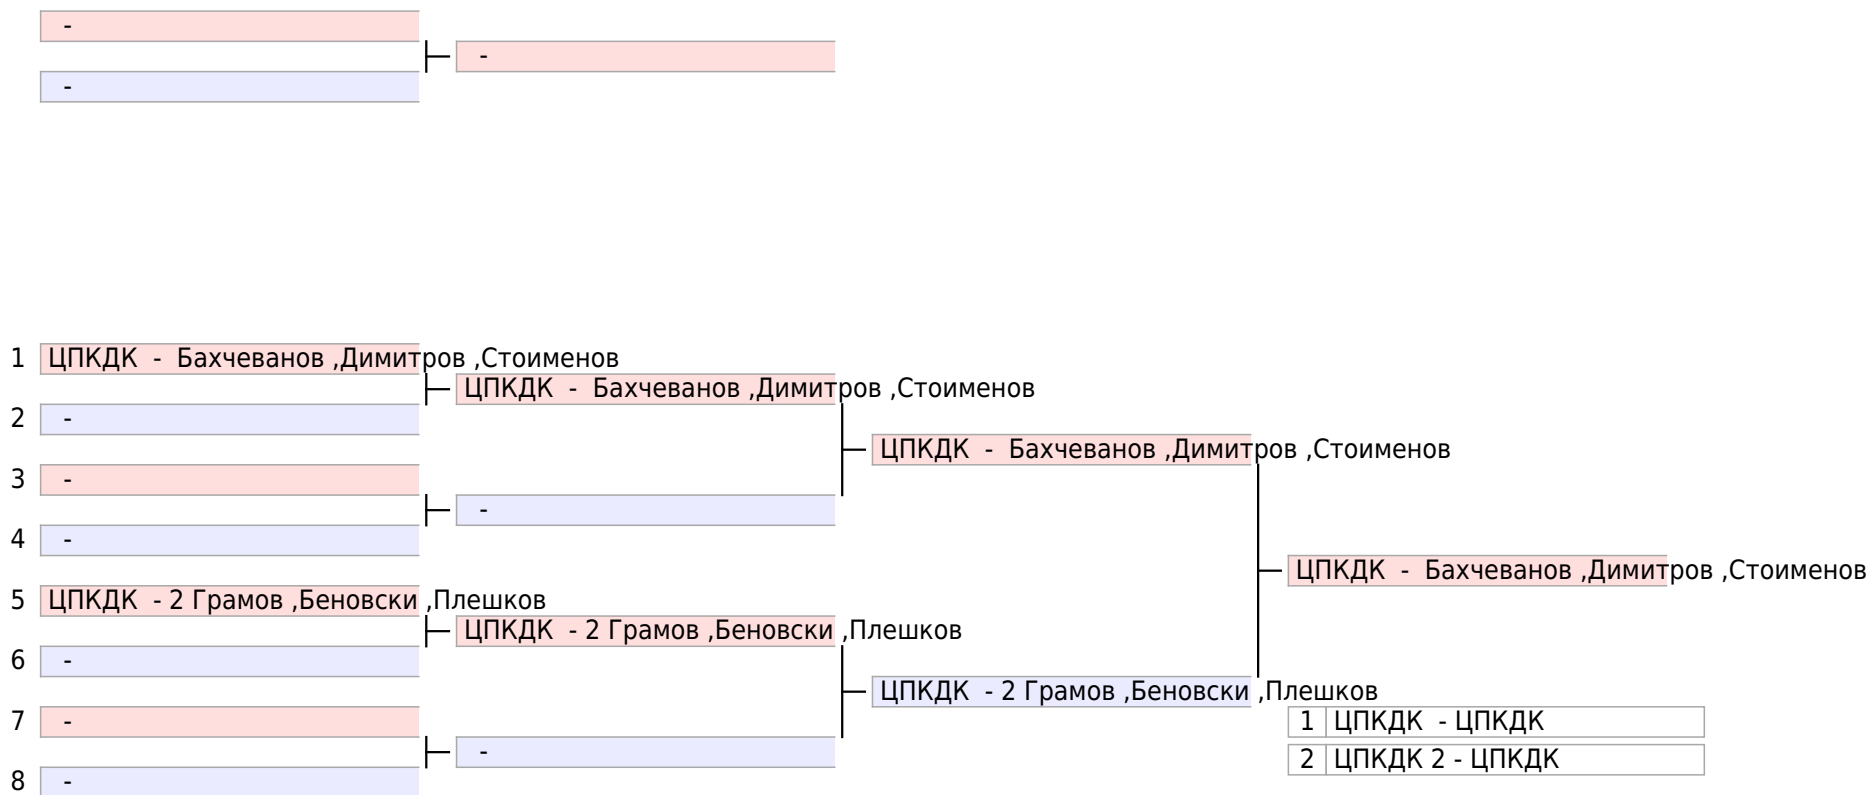 -
-
-
1 ЦПКДК - Бахчеванов ,Димитров ,Стоименов
ЦПКДК - Бахчеванов ,Димитров ,Стоименов
2 -
ЦПКДК - Бахчеванов ,Димитров ,Стоименов
3 -
-
4 -
ЦПКДК - Бахчеванов ,Димитров ,Стоименов
5 ЦПКДК - 2 Грамов ,Беновски ,Плешков
ЦПКДК - 2 Грамов ,Беновски ,Плешков
6 -
ЦПКДК - 2 Грамов ,Беновски ,Плешков
7 -
1 ЦПКДК - ЦПКДК
-
2 ЦПКДК 2 - ЦПКДК
8 -